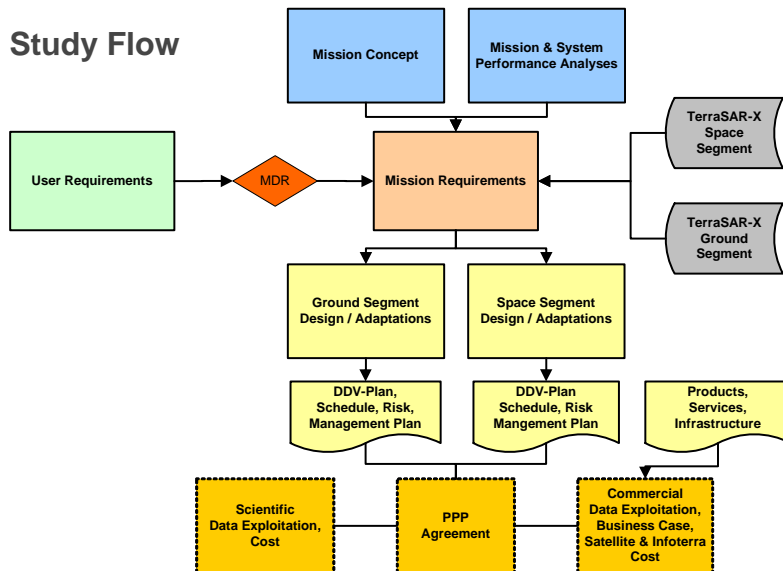 Study Flow
Mission Concept
Mission & System
Performance Analyses
TerraSAR-X
Space
Segment
User Requirements
MDR
Mission Requirements
TerraSAR-X
Ground
Segment
Ground Segment
Design / Adaptations
Space Segment
Design / Adaptations
DDV-Plan,
Schedule, Risk,
Management Plan
DDV-Plan
Schedule, Risk
Mangement Plan
Products,
Services,
Infrastructure
Scientific
Data Exploitation,
Cost
PPP
Agreement
Commercial
Data Exploitation,
Business Case,
Satellite & Infoterra
Cost